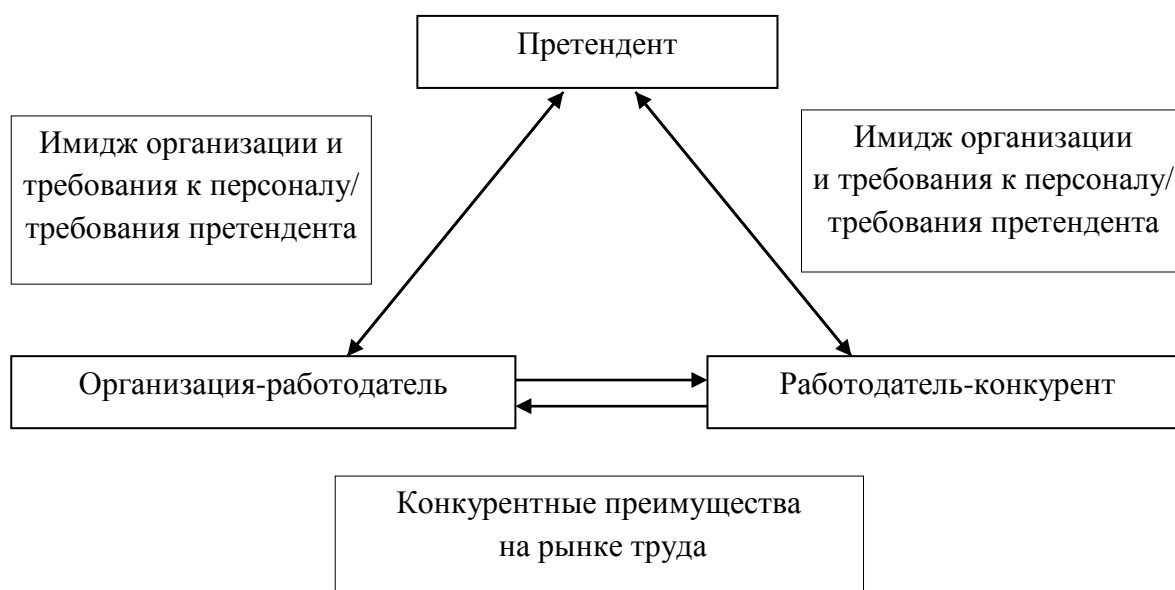 Претендент
Имидж организации и
требования к персоналу/
требования претендента
Имидж организации
и требования к персоналу/
требования претендента
Организация-работодатель
Работодатель-конкурент
Конкурентные преимущества
на рынке труда